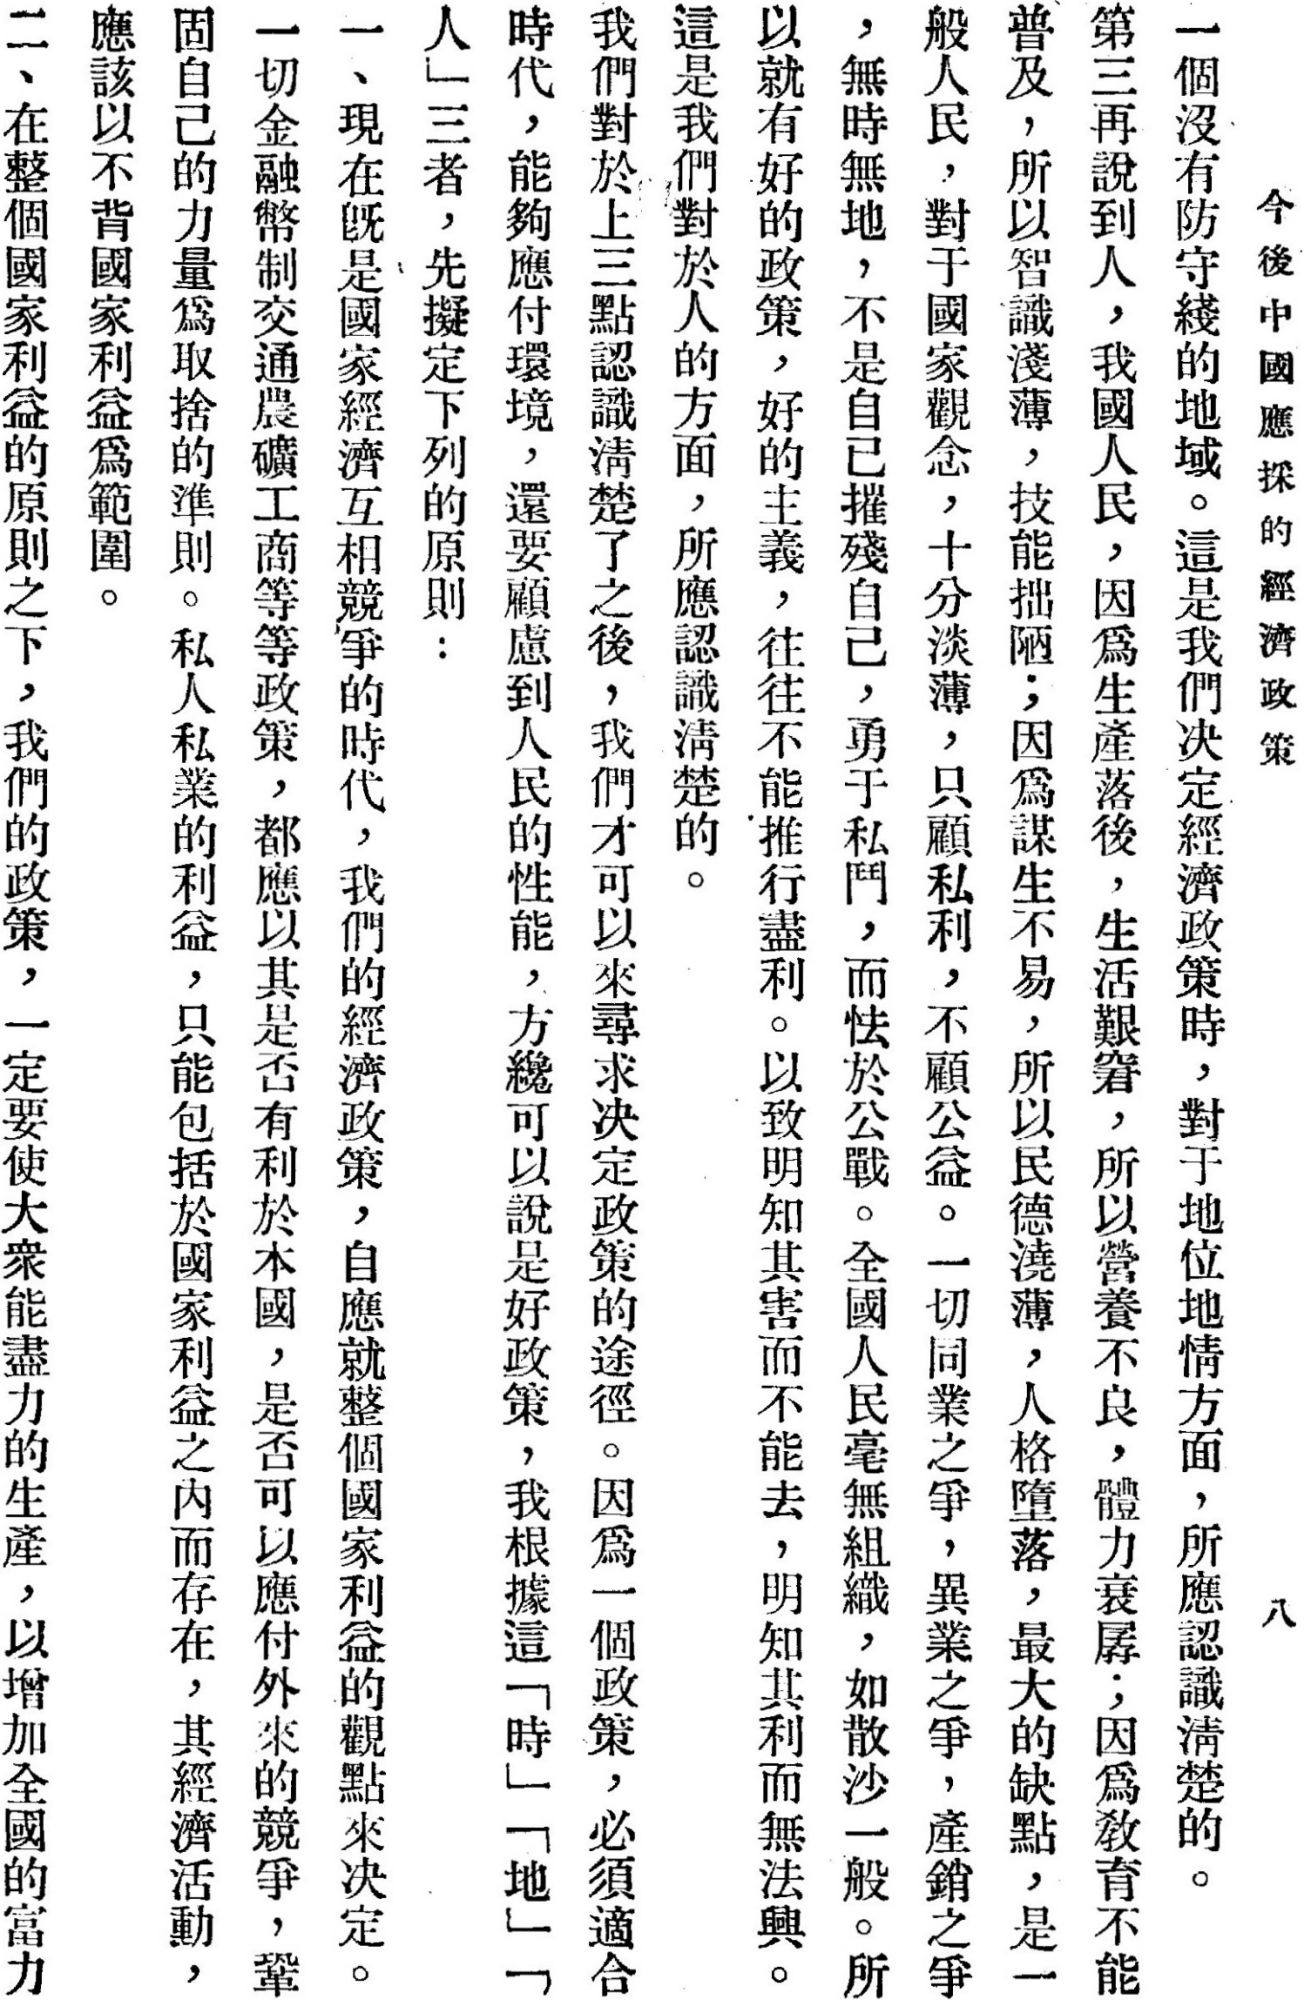 今後中國應採的經濟政策
八
一個沒有防守綫的地域。這是我們決定經濟政策時，對于地位地情方面，所應認識淸楚的。
第三再說到人，我國人民，因爲生產落後，生活艱窘，所以營養不良，體力衰孱；因爲敎育不能
普及，所以智識淺薄，技能拙陋；因爲謀生不易，所以民德澆薄，人格墮落，最大的缺點，是一
般人民，對于國家觀念，十分淡薄，只顧私利，不顧公益。一切同業之爭，異業之爭，產銷之爭
，無時無地，不是自己摧殘自己，勇于私鬥，而怯於公戰。全國人民毫無組織，如散沙一般。所
以就有好的政策，好的主義，往往不能推行盡利。以致明知其害而不能去，明知其利而無法興。
這是我們對於人的方面，所應認識淸楚的。
我們對於上三點認識淸楚了之後，我們才可以來尋求決定政策的途徑。因爲一個政策，必須適合
時代，能夠應付環境，還要顧慮到人民的性能，方纔可以說是好政策，我根據這「時」「地」「
人」三者，先擬定下列的原則：
一、現在旣是國家經濟互相競爭的時代，我們的經濟政策，自應就整個國家利益的觀點來決定。
一切金融幣制交通農礦工商等等政策，都應以其是否有利於本國，是否可以應付外來的競爭，鞏
固自己的力量爲取捨的準則。私人私業的利益，只能包括於國家利益之內而存在，其經濟活動，
應該以不背國家利益爲範圍。
二、在整個國家利益的原則之下，我們的政策，一定要使大衆能盡力的生產，以增加全國的富力